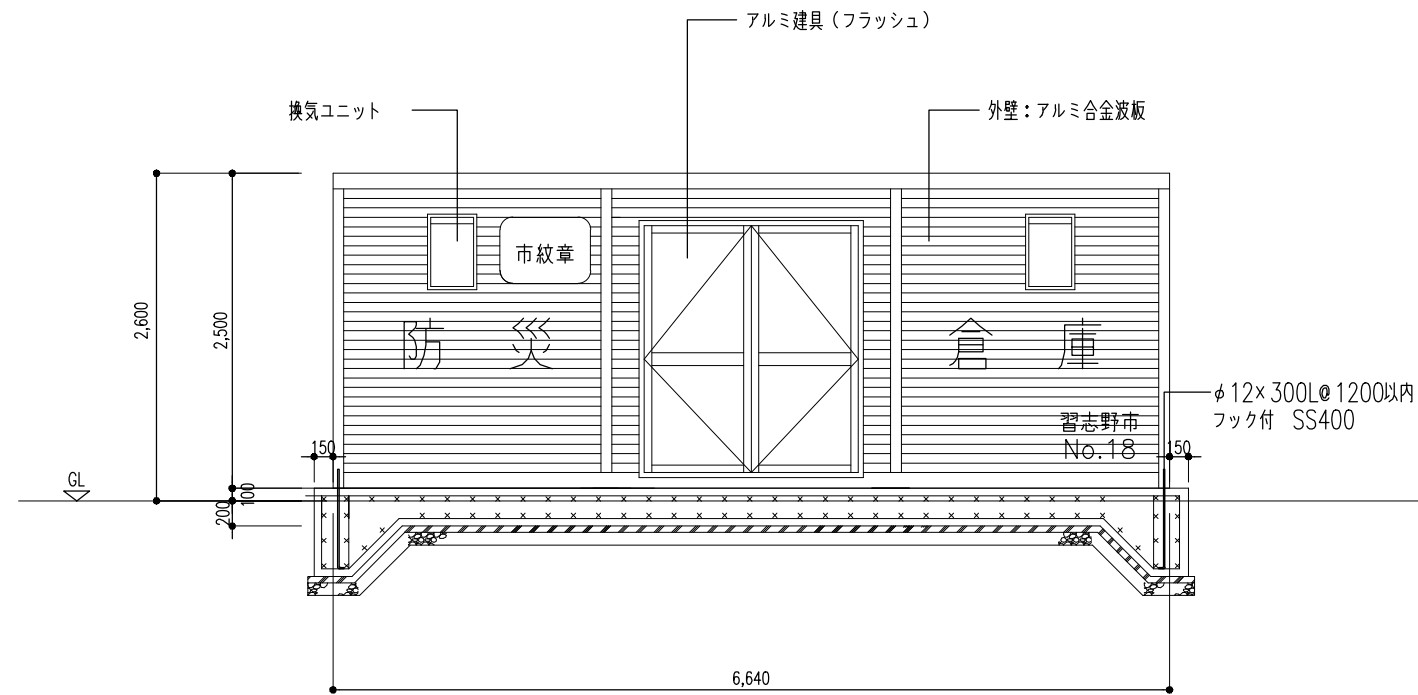 アルミ建具(フラッシュ)
換気ユニット
外壁:アルミ合金波板
市紋章
2,600
2,500
防 災
倉 庫
φ12×300L@1200以内
フック付 SS400
習志野市
No.18
150
150
GL
100
200
6,640